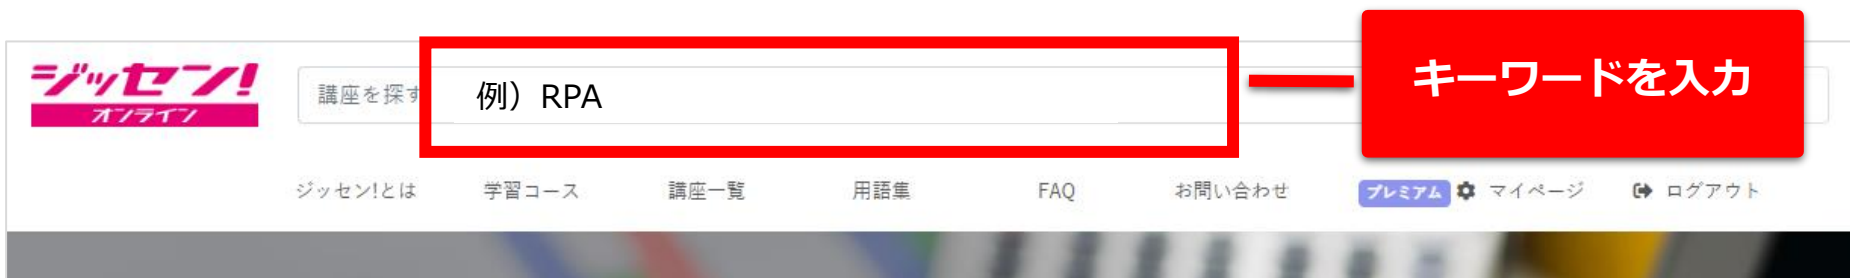 ジッセン!
オンライン
講座を探す
例）RPA
キーワードを入力
ジッセン!とは 学習コース 講座一覧 用語集 FAQ お問い合わせ プレミアム マイページ ログアウト